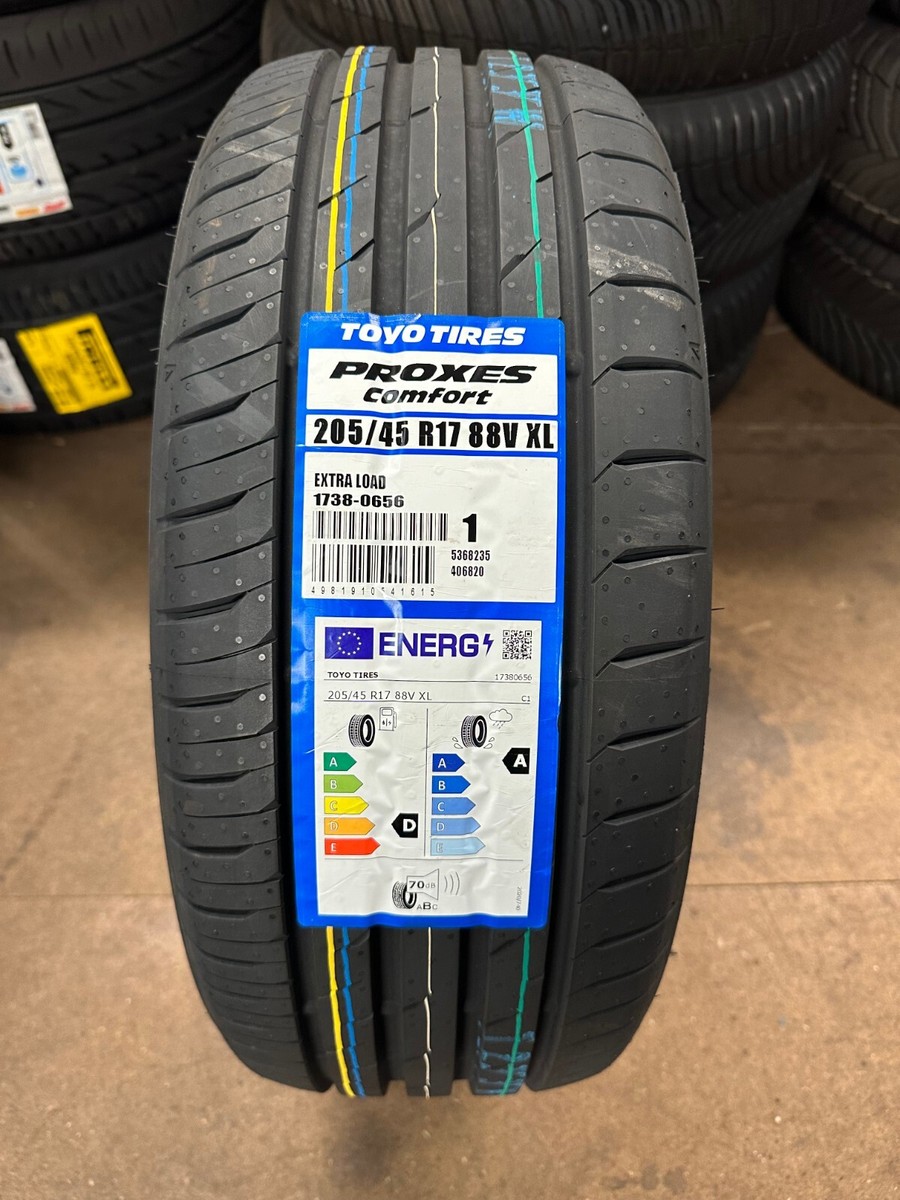 TOYO TIRES
PROXES
Comfort
205/45 R17 88V XL
EXTRA LOAD
1738-0656
1
5368235
406820
4981910541615
ENERG
TOYO TIRES
17380656
205/45 R17 88V XL
C1
A
B
C
D
E
D
A
B
C
D
E
A
70dB
ABC